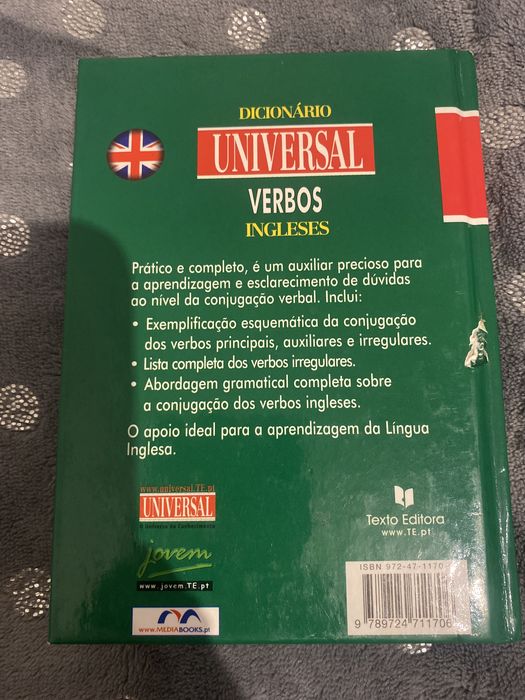 DICIONÁRIO
UNIVERSAL
VERBOS
INGLESES
Prático e completo, é um auxiliar precioso para
a aprendizagem e esclarecimento de dúvidas
ao nível da conjugação verbal. Inclui:
• Exemplificação esquemática da conjugação
dos verbos principais, auxiliares e irregulares.
• Lista completa dos verbos irregulares.
• Abordagem gramatical completa sobre
a conjugação dos verbos ingleses.
O apoio ideal para a aprendizagem da Língua
Inglesa.
www.universal.TE.pt
UNIVERSAL
O Universo do Conhecimento
jovem
www.jovem.TE.pt
www.MEDIABOOKS.pt
Texto Editora
www.TE.pt
ISBN 972-47-1170
9 789724 711706